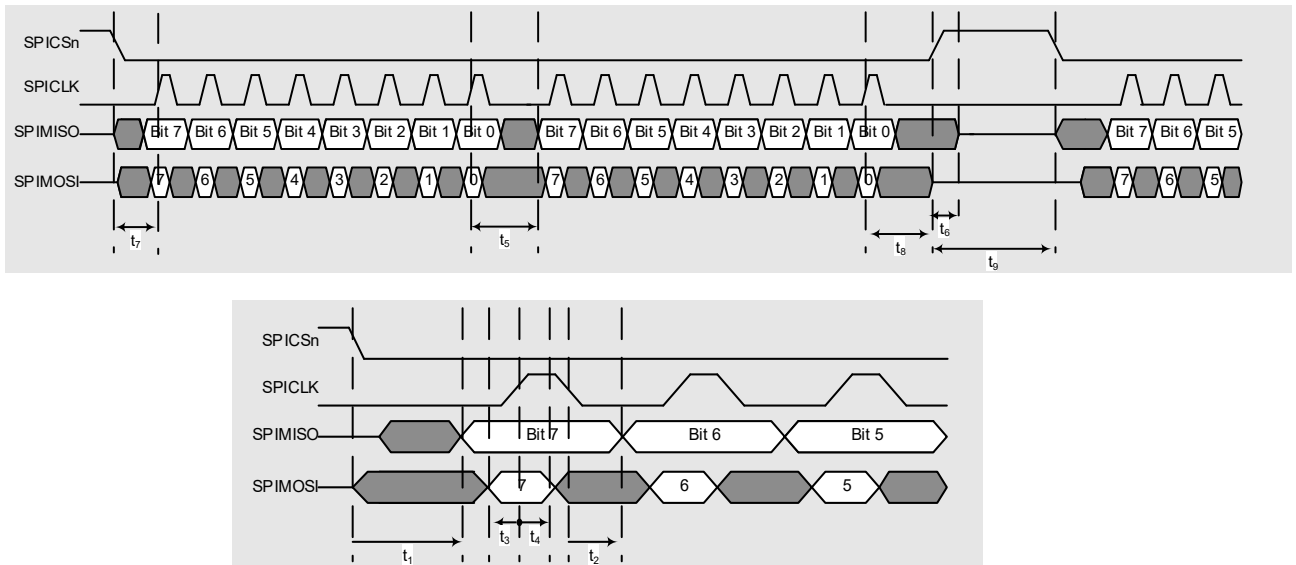 SPICSn
SPICLK
SPIMISO Bit 7 Bit 6 Bit 5 Bit 4 Bit 3 Bit 2 Bit 1 Bit 0 Bit 7 Bit 6 Bit 5 Bit 4 Bit 3 Bit 2 Bit 1 Bit 0 Bit 7 Bit 6 Bit 5
SPIMOSI 7 6 5 4 3 2 1 0 7 6 5 4 3 2 1 0 7 6 5
t7 t5 t8 t6
t9
SPICSn
SPICLK
SPIMISO Bit 7 Bit 6 Bit 5
SPIMOSI 7 6 5
t3 t4
t1 t2